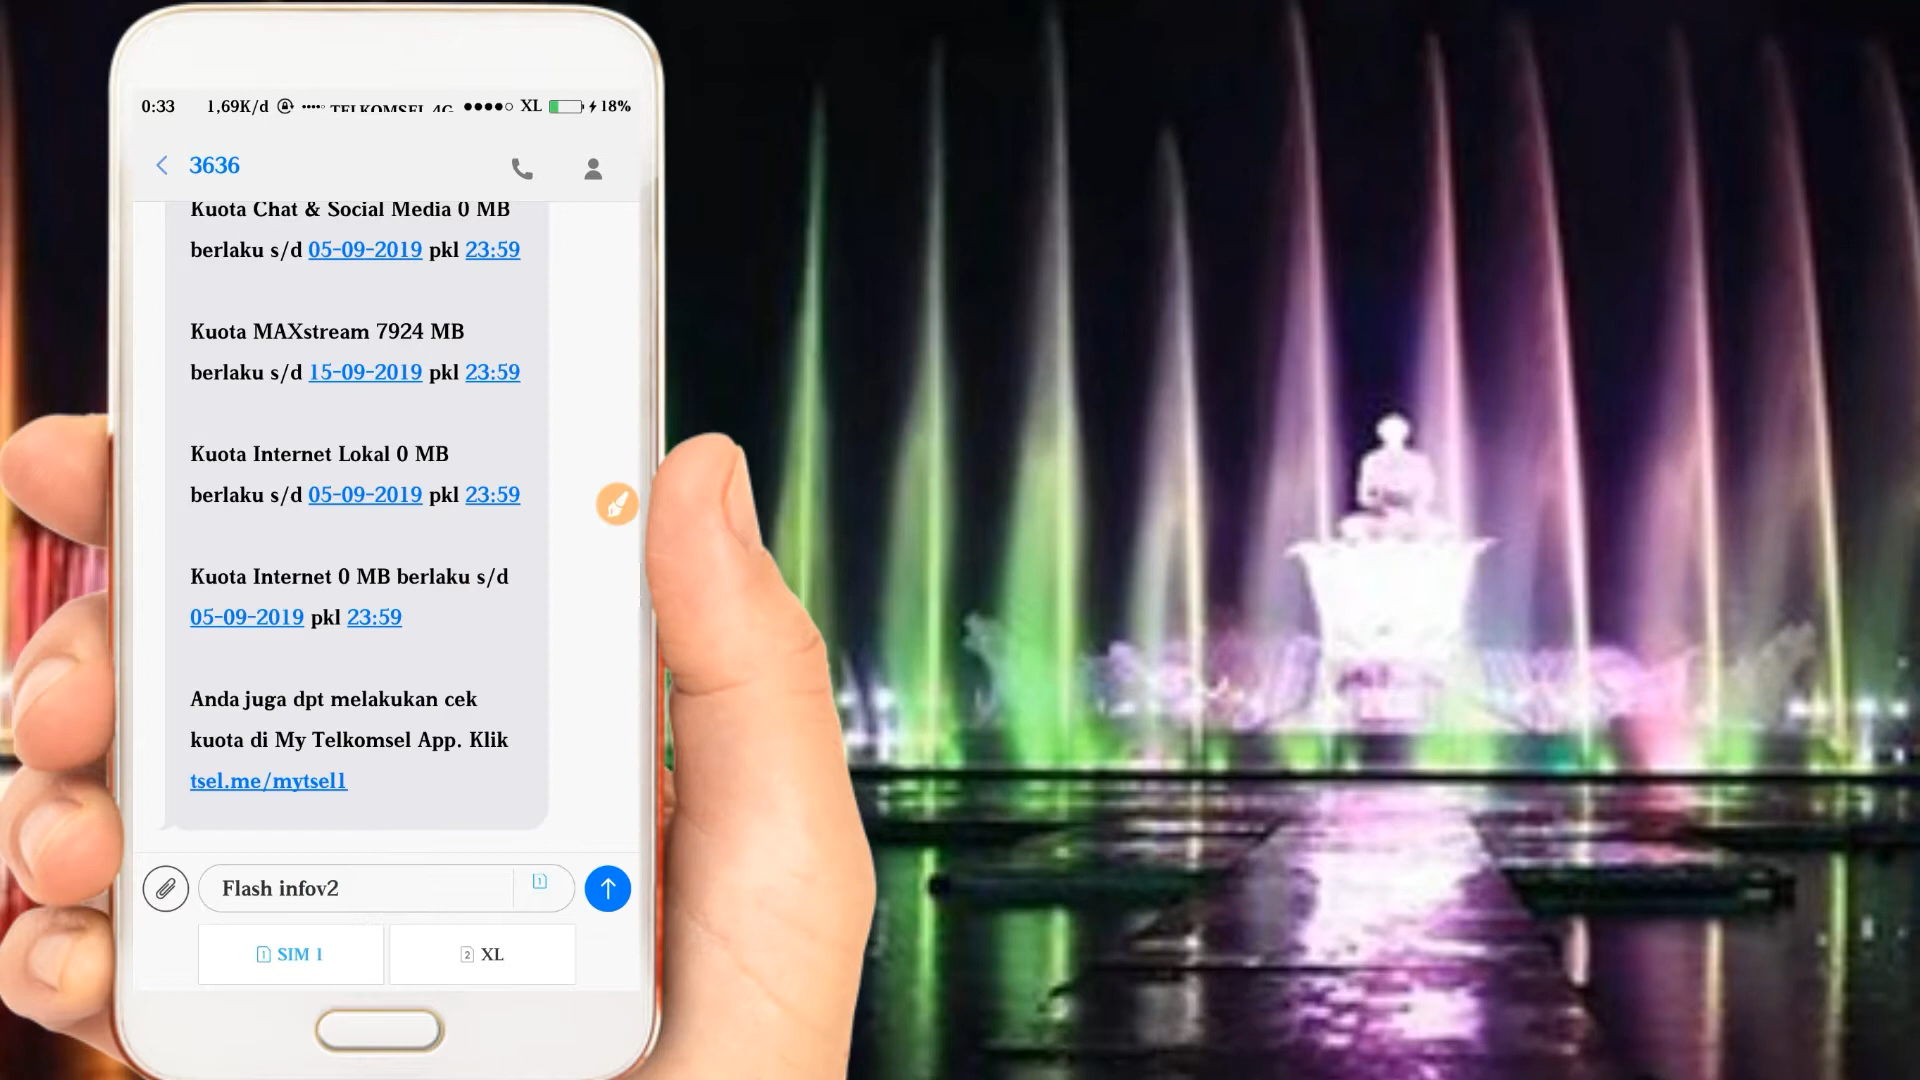 0:33 1,69K/d TELKOMSEL 4G XL 18%
3636
Kuota Chat & Social Media 0 MB
berlaku s/d 05-09-2019 pkl 23:59
Kuota MAXstream 7924 MB
berlaku s/d 15-09-2019 pkl 23:59
Kuota Internet Lokal 0 MB
berlaku s/d 05-09-2019 pkl 23:59
Kuota Internet 0 MB berlaku s/d
05-09-2019 pkl 23:59
Anda juga dpt melakukan cek
kuota di My Telkomsel App. Klik
tsel.me/mytsel1
Flash infov2 1
1 SIM 1 2 XL